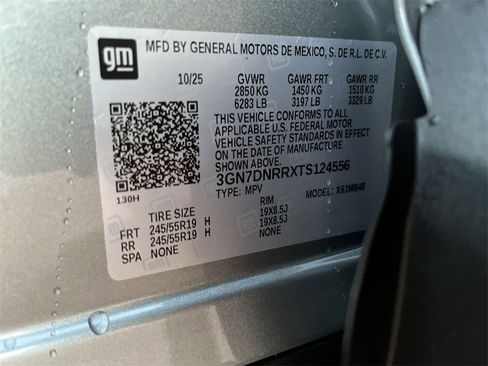 gm
MFD BY GENERAL MOTORS DE MEXICO, S. DE R.L. DE C.V.
10/25 GVWR GAWR FRT GAWR RR
2850 KG 1450 KG 1510 KG
6283 LB 3197 LB 3329 LB
THIS VEHICLE CONFORMS TO ALL
APPLICABLE U.S. FEDERAL MOTOR
VEHICLE SAFETY STANDARDS IN
EFFECT ON THE DATE OF MANUFACTURE
SHOWN ABOVE.
3GN7DNRRXTS124556
TYPE: MPV MODEL: X61MB48
130H
TIRE SIZE RIM
FRT 245/55R19 H 19X8.5J
RR 245/55R19 H 19X8.5J
SPA NONE NONE